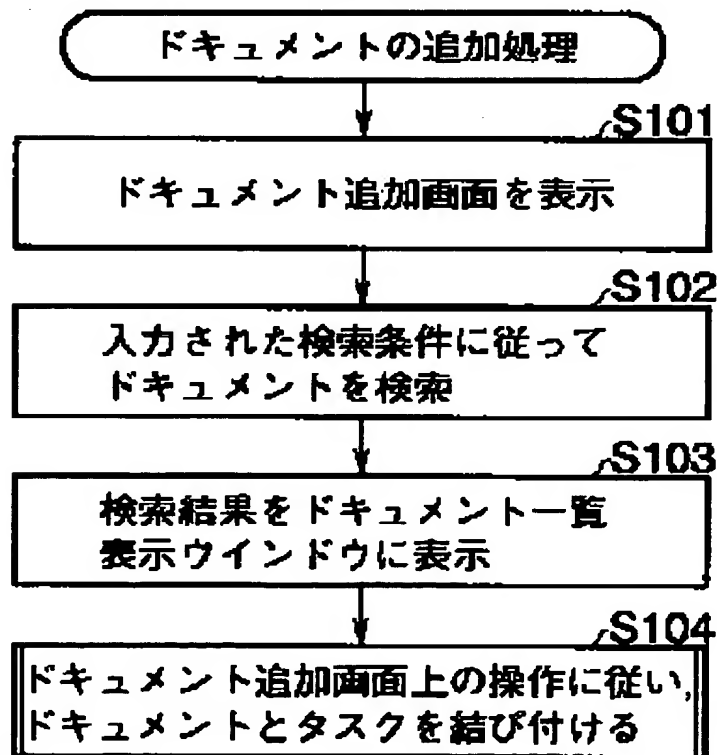 ドキュメントの追加処理
S101
ドキュメント追加画面を表示
S102
入力された検索条件に従って
ドキュメントを検索
S103
検索結果をドキュメント一覧
表示ウインドウに表示
S104
ドキュメント追加画面上の操作に従い,
ドキュメントとタスクを結び付ける